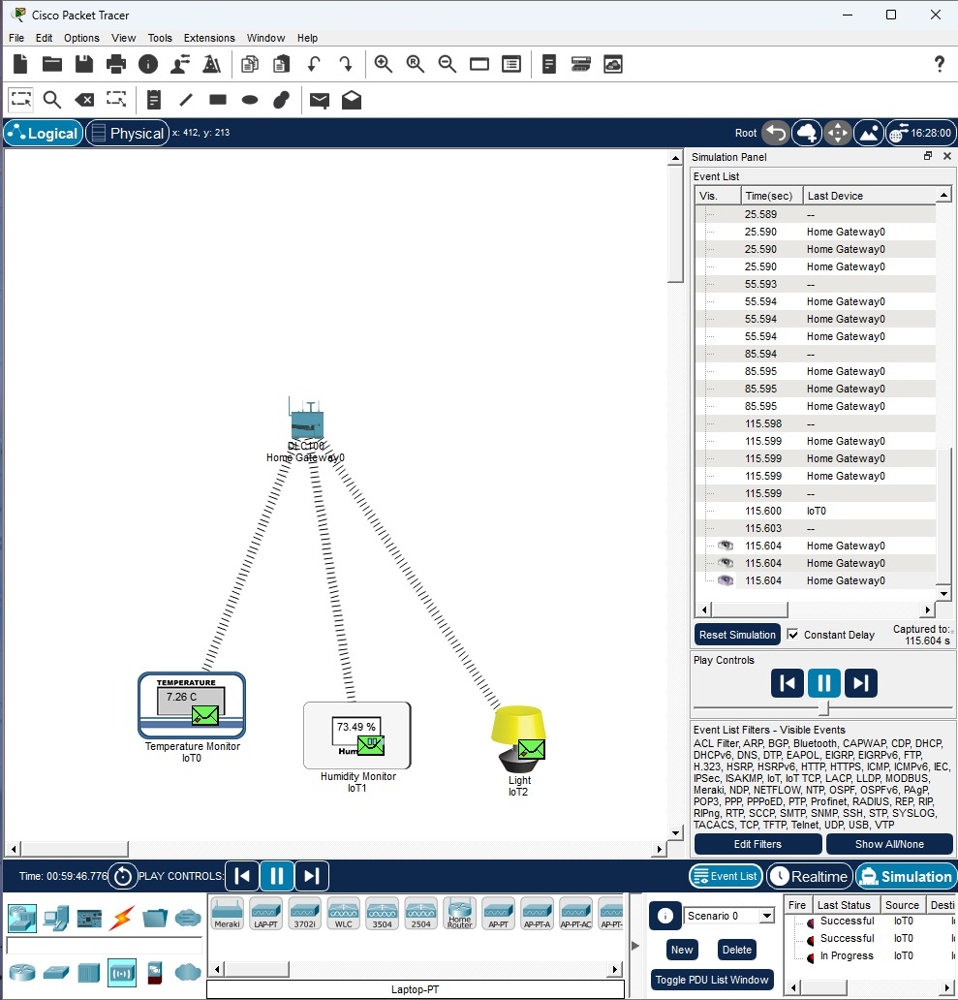 Cisco Packet Tracer
File Edit Options View Tools Extensions Window Help
Logical Physical x: 412, y: 213 Root 16:28:00
Simulation Panel
Event List
Vis. Time(sec) Last Device
25.589 --
25.590 Home Gateway0
25.590 Home Gateway0
25.590 Home Gateway0
55.593 --
55.594 Home Gateway0
55.594 Home Gateway0
55.594 Home Gateway0
85.594 --
85.595 Home Gateway0
85.595 Home Gateway0
85.595 Home Gateway0
115.598 --
115.599 Home Gateway0
115.599 Home Gateway0
115.599 Home Gateway0
115.599 --
115.600 IoT0
115.603 --
115.604 Home Gateway0
115.604 Home Gateway0
115.604 Home Gateway0
Reset Simulation Constant Delay Captured to:
115.604 s
Play Controls
Event List Filters - Visible Events
ACL Filter, ARP, BGP, Bluetooth, CAPWAP, CDP, DHCP,
DHCPv6, DNS, DTP, EAPOL, EIGRP, EIGRPv6, FTP,
H.323, HSRP, HSRPv6, HTTP, HTTPS, ICMP, ICMPv6, IEC,
IPSec, ISAKMP, IoT, IoT TCP, LACP, LLDP, MODBUS,
Meraki, NDP, NETFLOW, NTP, OSPF, OSPFv6, PAgP,
POP3, PPP, PPPoED, PTP, Profinet, RADIUS, REP, RIP,
RIPng, RTP, SCCP, SMTP, SNMP, SSH, STP, SYSLOG,
TACACS, TCP, TFTP, Telnet, UDP, USB, VTP
Edit Filters Show All/None
DLC100
Home Gateway0
TEMPERATURE
7.26 C
Temperature Monitor
IoT0
73.49 %
Hum
Humidity Monitor
IoT1
Light
IoT2
Time: 00:59:46.776 PLAY CONTROLS: Event List Realtime Simulation
Meraki LAP-PT 3702i WLC 3504 2504 Home Router AP-PT AP-PT-A AP-PT-AC AP-PT-
Laptop-PT
Scenario 0
New Delete
Toggle PDU List Window
Fire Last Status Source Desti
Successful IoT0
Successful IoT0
In Progress IoT0